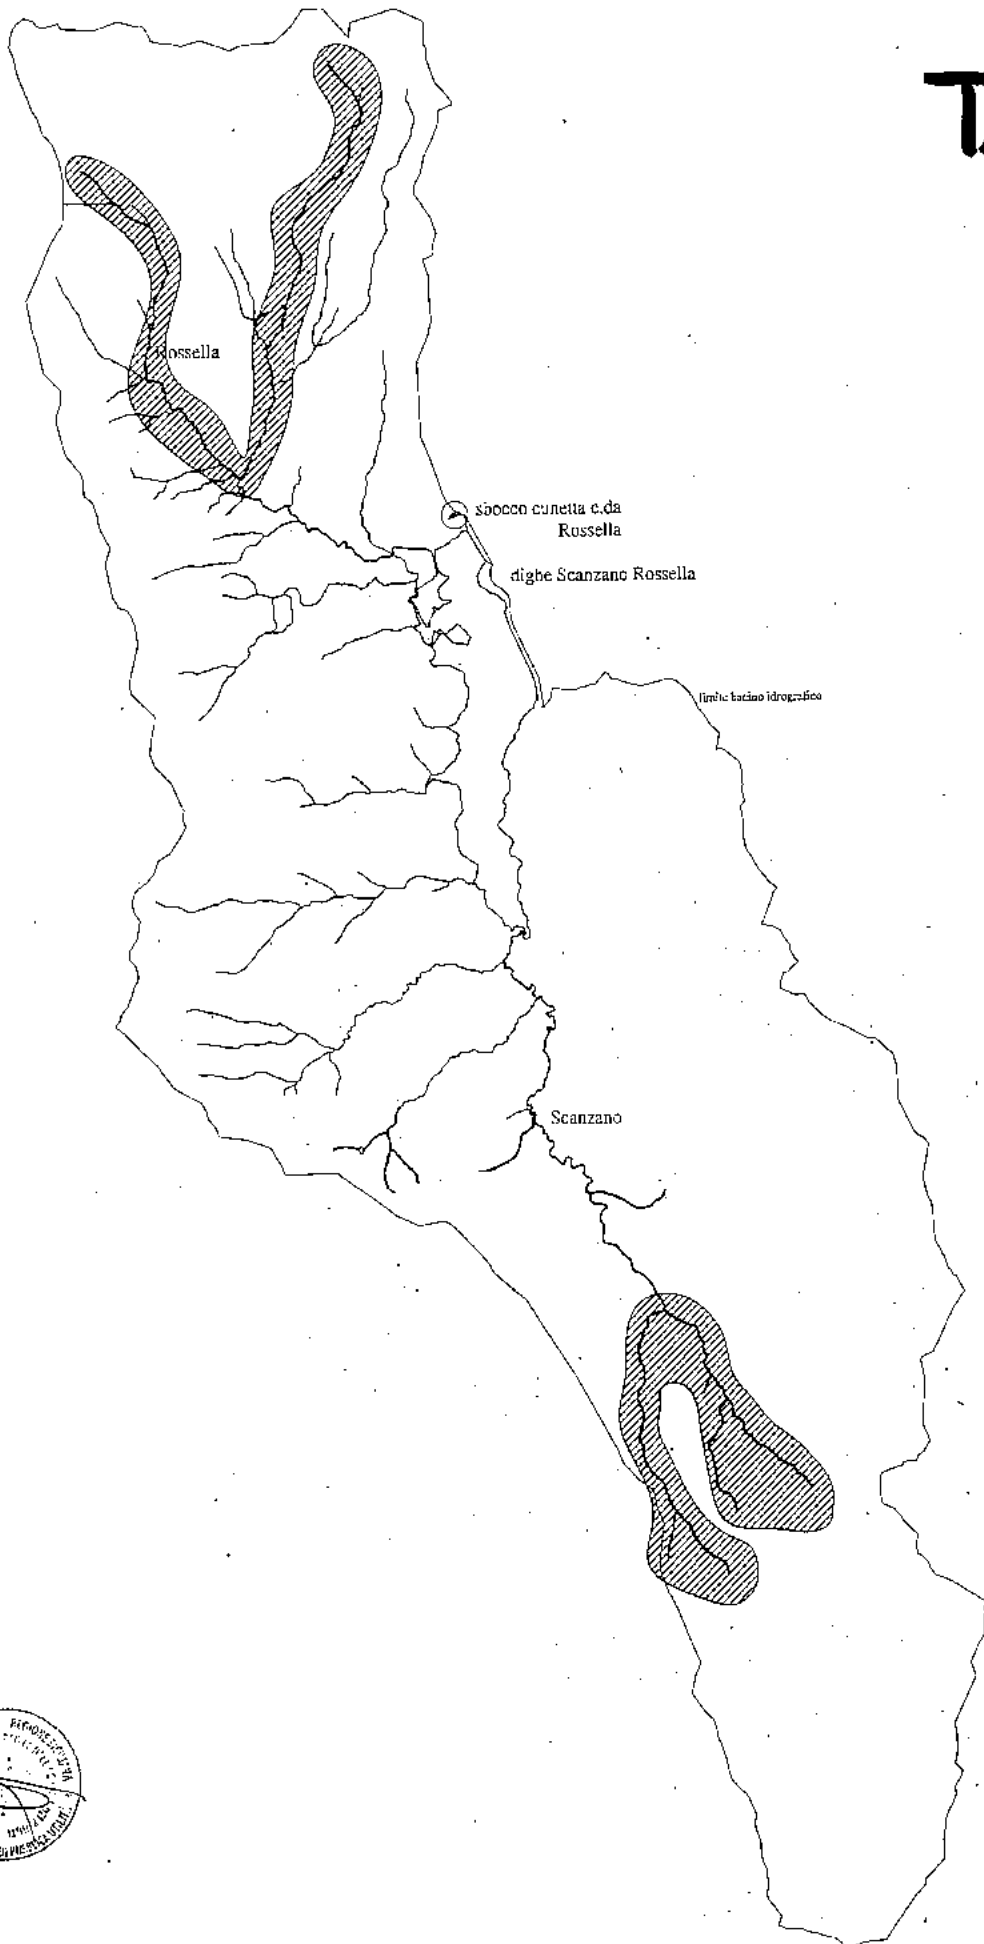 Rossella
sbocco cunetta c.da
Rossella
dighe Scanzano Rossella
limite bacino idrografico
Scanzano